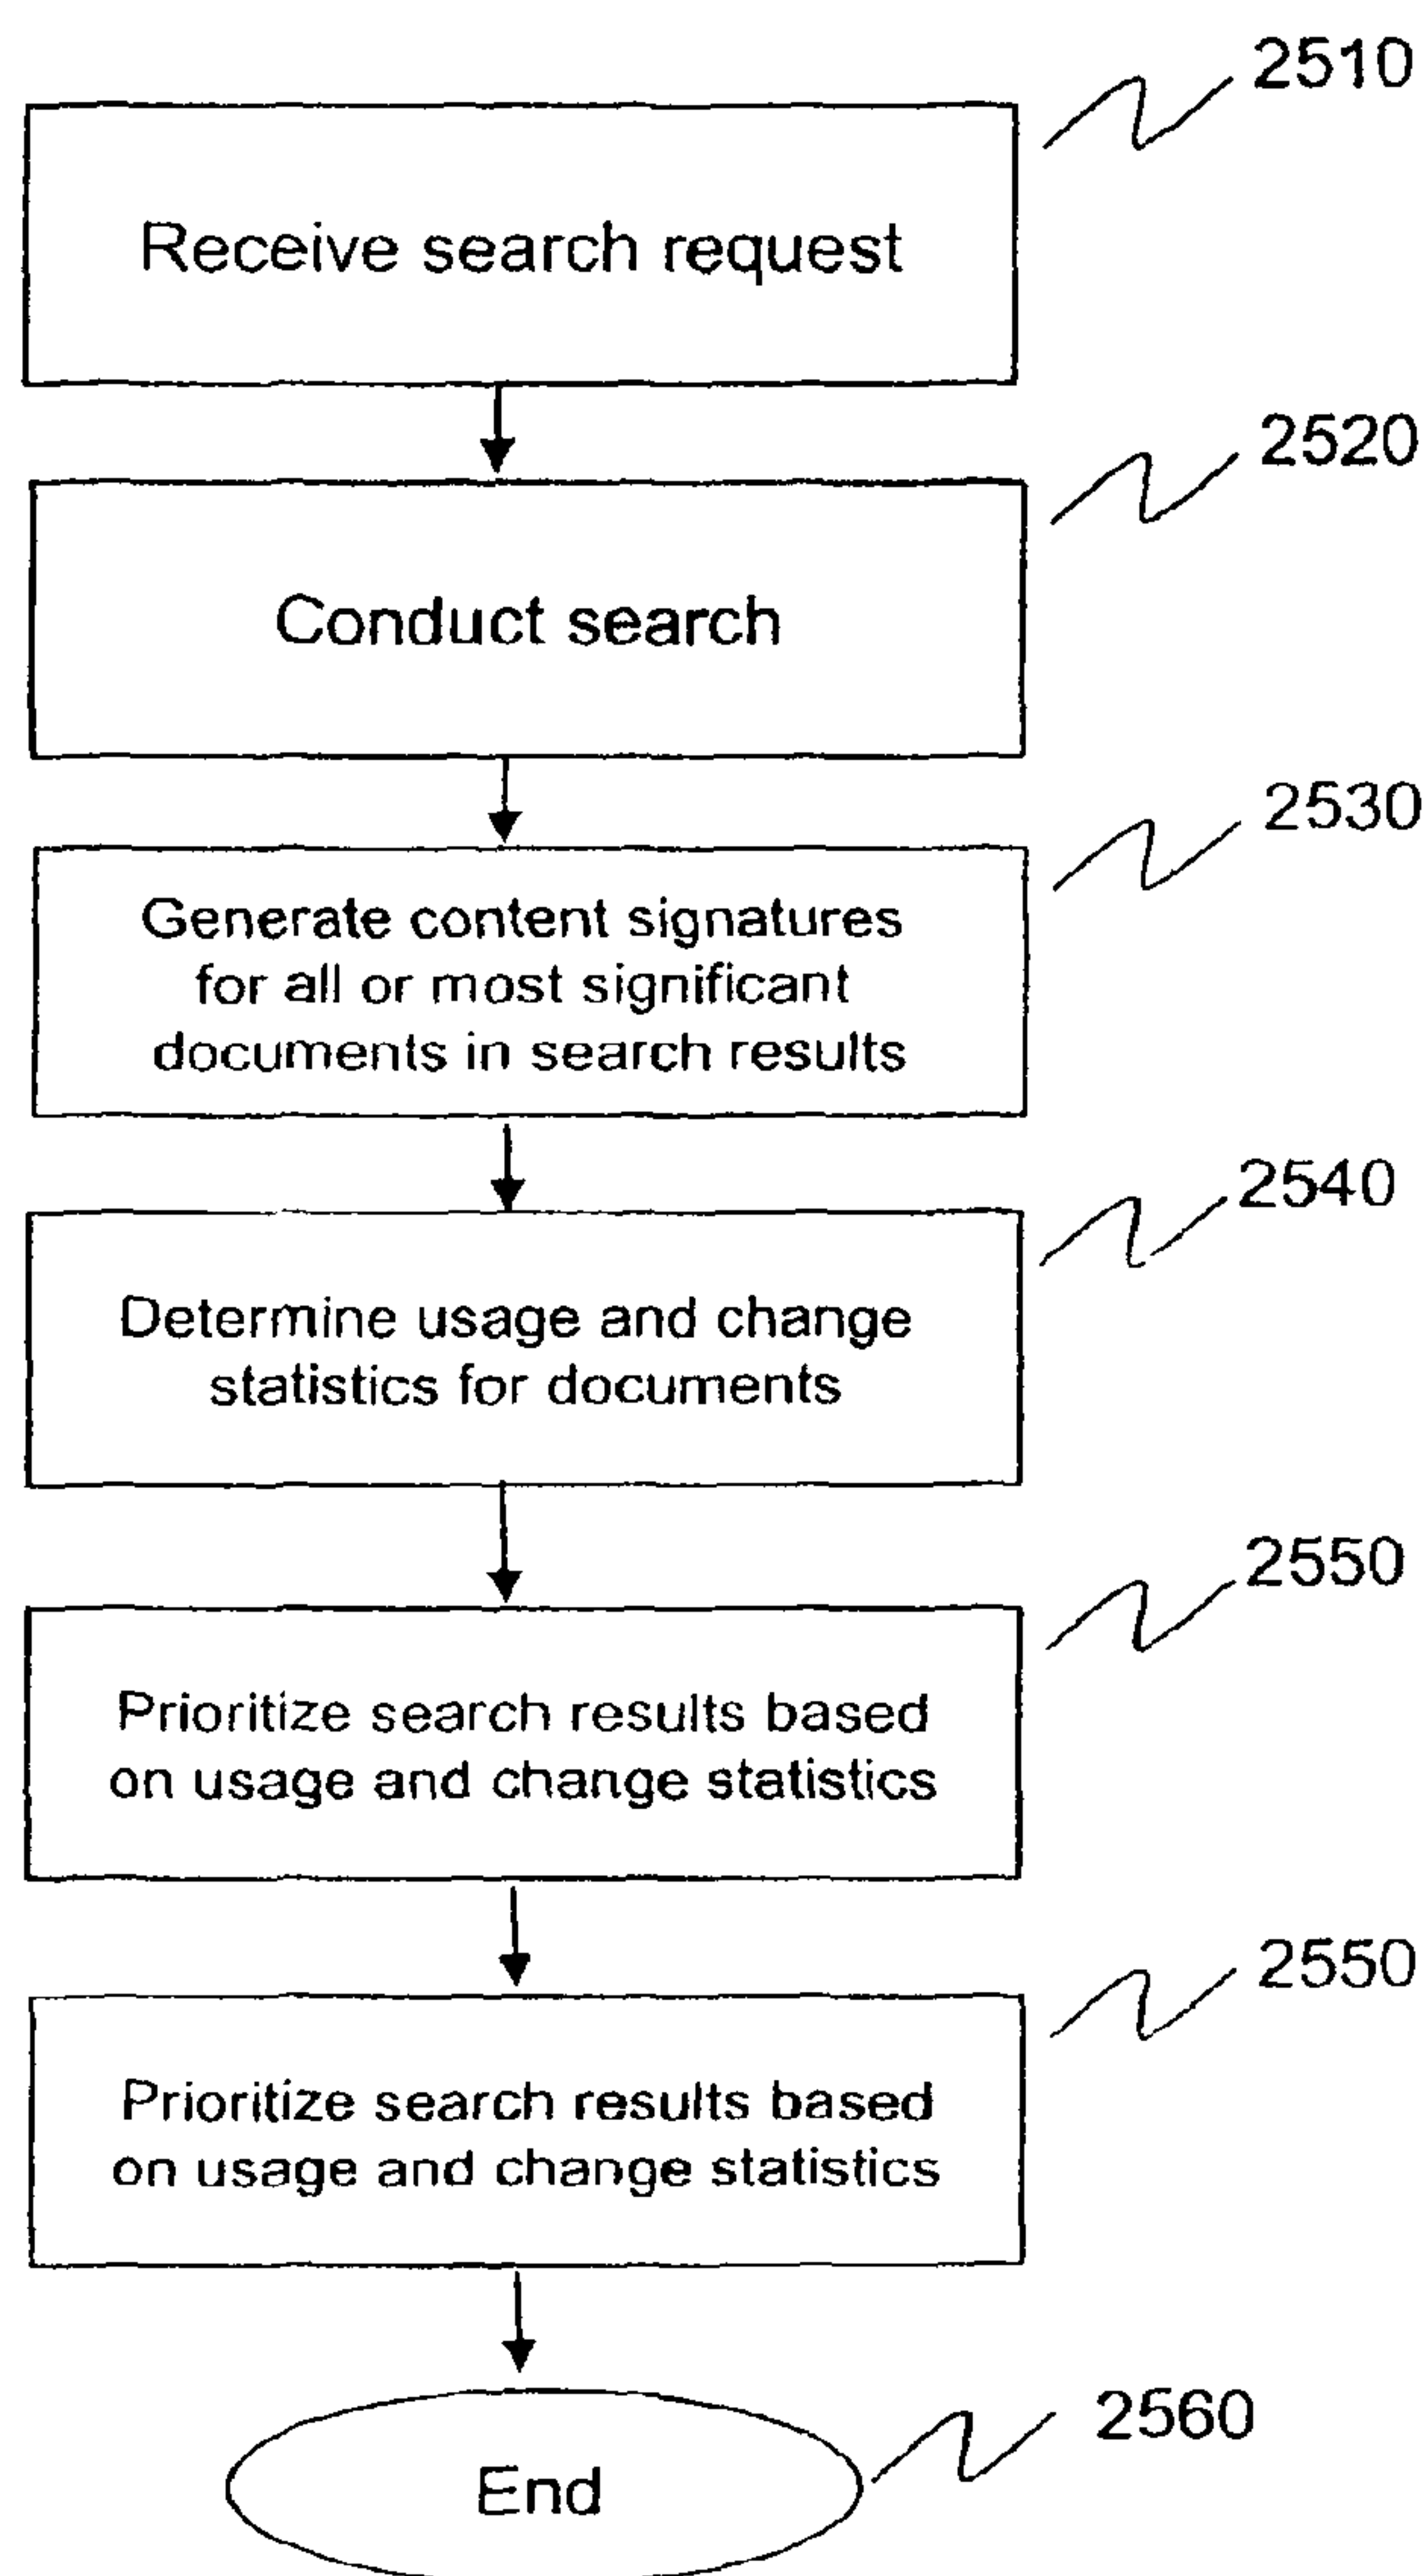 2510
Receive search request
2520
Conduct search
2530
Generate content signatures
for all or most significant
documents in search results
2540
Determine usage and change
statistics for documents
2550
Prioritize search results based
on usage and change statistics
2550
Prioritize search results based
on usage and change statistics
2560
End